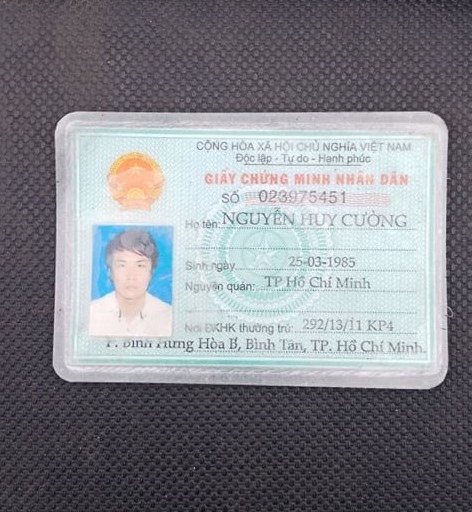 CỘNG HÒA XÃ HỘI CHỦ NGHĨA VIỆT NAM
Độc lập - Tự do - Hạnh phúc
GIẤY CHỨNG MINH NHÂN DÂN
SỐ 023975451
Họ tên: NGUYỄN HUY CƯỜNG
Sinh ngày 25-03-1985
Nguyên quán: TP Hồ Chí Minh
Nơi ĐKHK thường trú: 292/13/11 KP4
P. Bình Hưng Hòa B, Bình Tân, TP. Hồ Chí Minh.